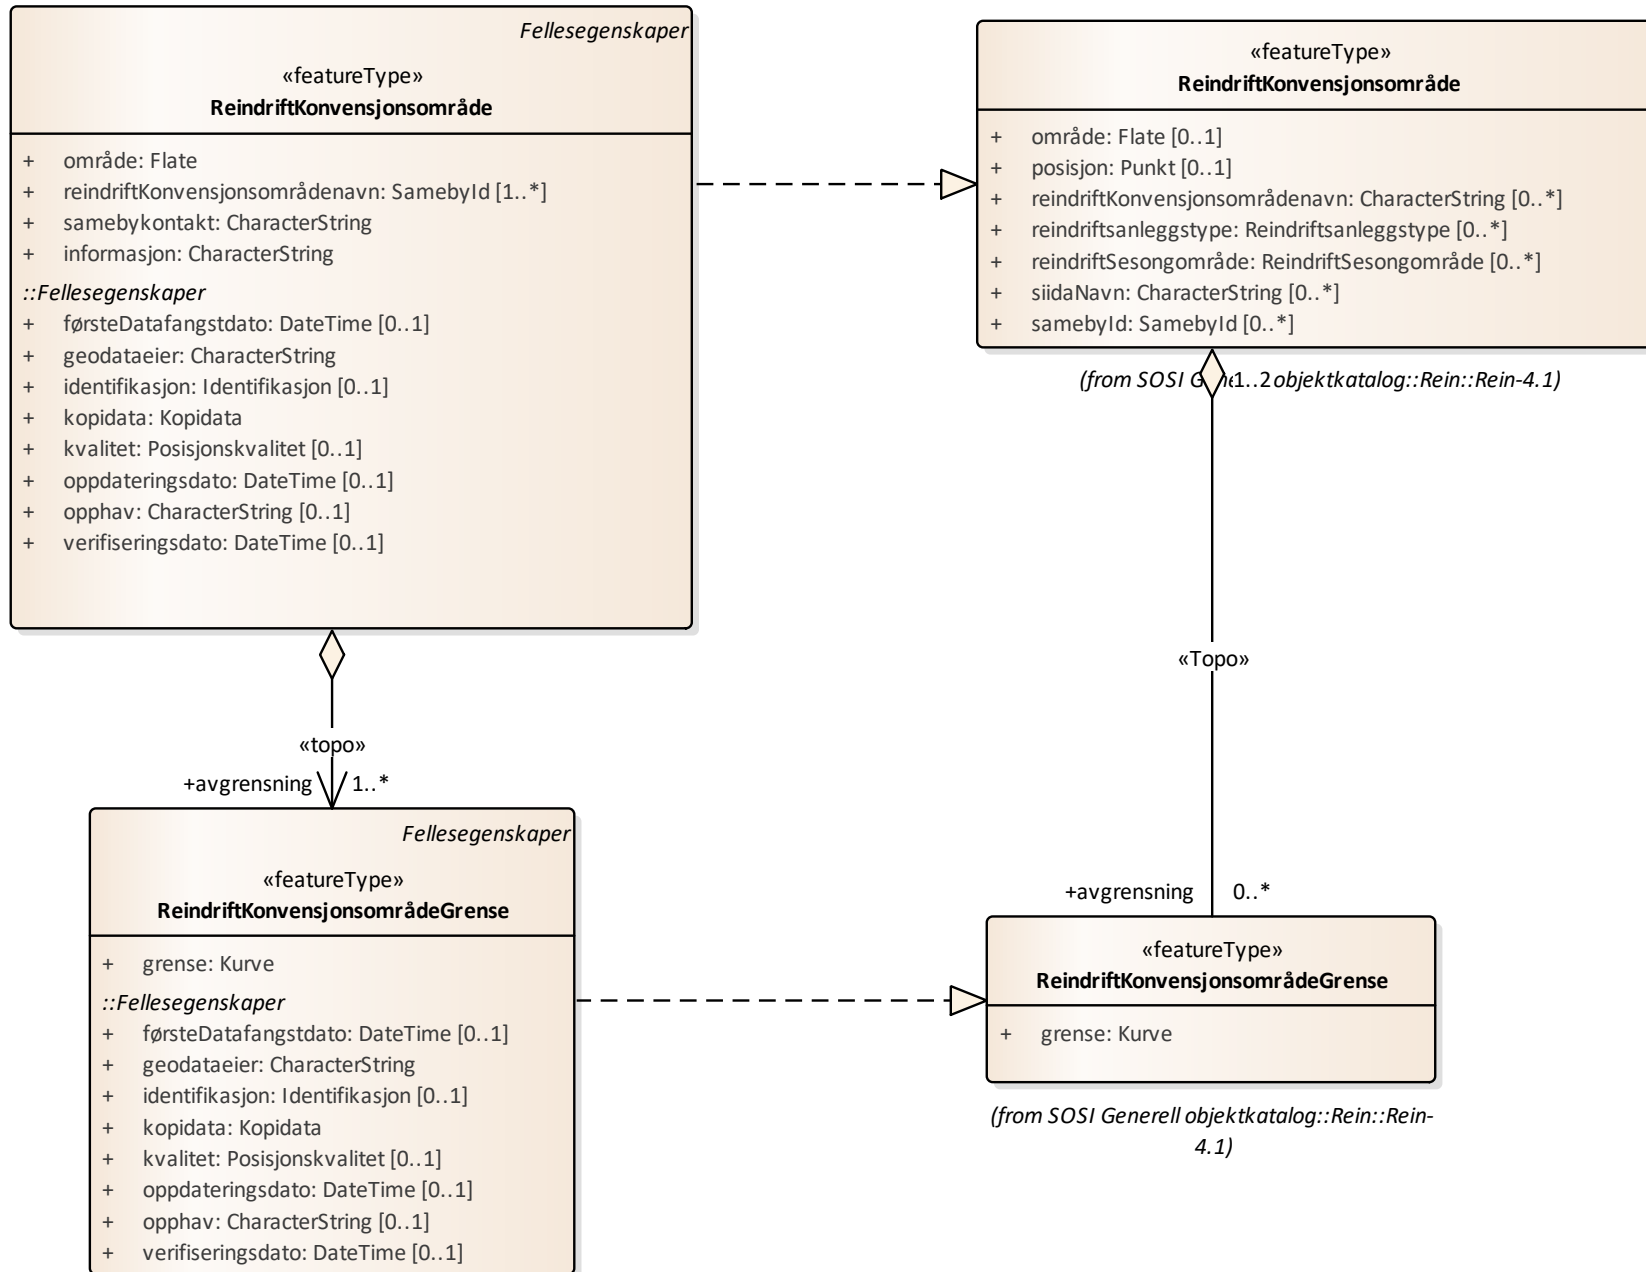 Fellesegenskaper
«featureType»
ReindriftKonvensjonsområde
+ område: Flate
+ reindriftKonvensjonsområdenavn: SamebyId [1..*]
+ samebykontakt: CharacterString
+ informasjon: CharacterString
::Fellesegenskaper
+ førsteDatafangstdato: DateTime [0..1]
+ geodataeier: CharacterString
+ identifikasjon: Identifikasjon [0..1]
+ kopidata: Kopidata
+ kvalitet: Posisjonskvalitet [0..1]
+ oppdateringsdato: DateTime [0..1]
+ opphav: CharacterString [0..1]
+ verifiseringsdato: DateTime [0..1]
«featureType»
ReindriftKonvensjonsområde
+ område: Flate [0..1]
+ posisjon: Punkt [0..1]
+ reindriftKonvensjonsområdenavn: CharacterString [0..*]
+ reindriftsanleggstype: Reindriftsanleggstype [0..*]
+ reindriftSesongområde: ReindriftSesongområde [0..*]
+ siidaNavn: CharacterString [0..*]
+ samebyId: SamebyId [0..*]
(from SOSI objektkatalog::Rein::Rein-4.1)
1..2
«topo»
+avgrensning 1..*
«Topo»
+avgrensning 0..*
Fellesegenskaper
«featureType»
ReindriftKonvensjonsområdeGrense
+ grense: Kurve
::Fellesegenskaper
+ førsteDatafangstdato: DateTime [0..1]
+ geodataeier: CharacterString
+ identifikasjon: Identifikasjon [0..1]
+ kopidata: Kopidata
+ kvalitet: Posisjonskvalitet [0..1]
+ oppdateringsdato: DateTime [0..1]
+ opphav: CharacterString [0..1]
+ verifiseringsdato: DateTime [0..1]
«featureType»
ReindriftKonvensjonsområdeGrense
+ grense: Kurve
(from SOSI Generell objektkatalog::Rein::Rein-
4.1)